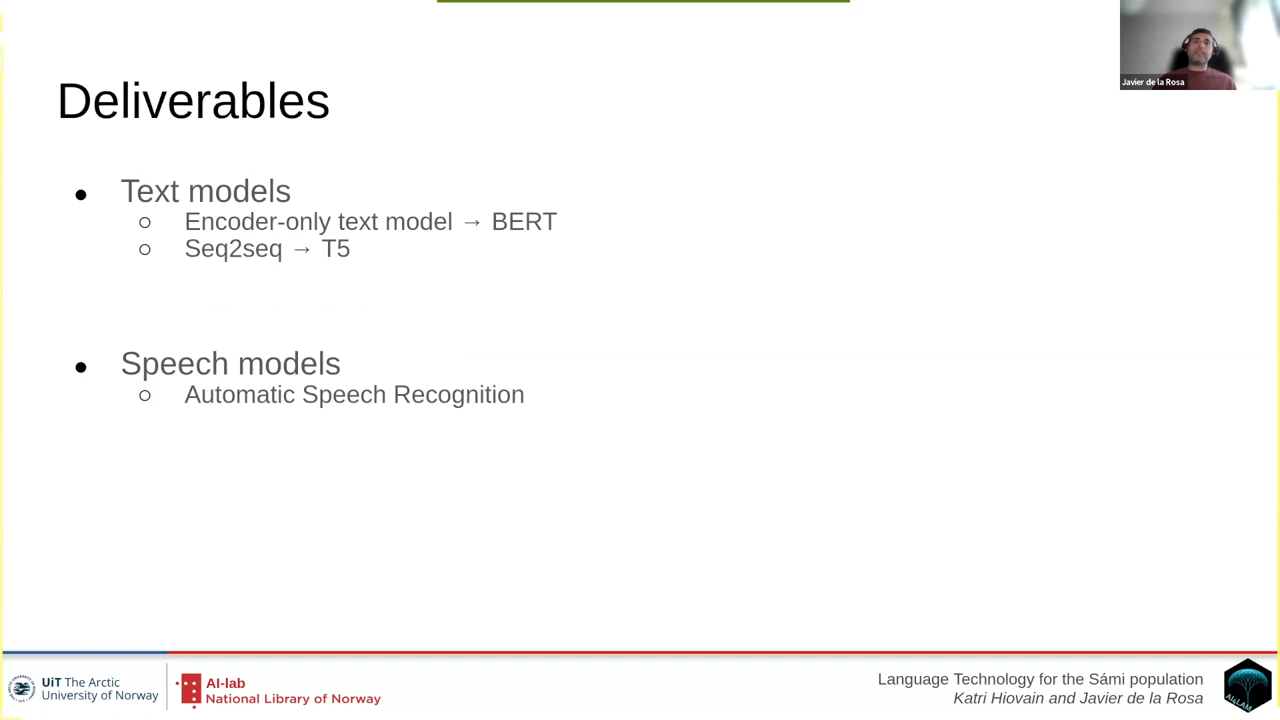 Javier de la Rosa
Deliverables
● Text models
○ Encoder-only text model → BERT
○ Seq2seq → T5
● Speech models
○ Automatic Speech Recognition
UiT The Arctic
University of Norway
AI-lab
National Library of Norway
Language Technology for the Sámi population
Katri Hiovain and Javier de la Rosa
AI4LAM